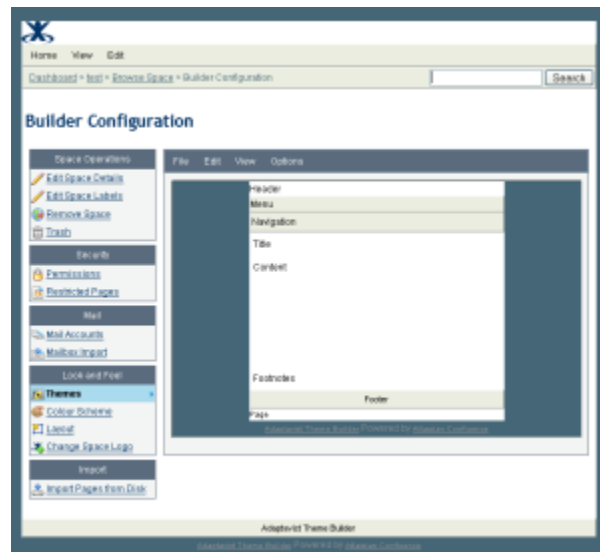 Home View Edit
Dashboard > test > Browse Space > Builder Configuration
Search
Builder Configuration
Space Operations
Edit Space Details
Edit Space Labels
Remove Space
Trash
Security
Permissions
Restricted Pages
Mail
Mail Accounts
Mailbox Import
Look and Feel
Themes
Colour Scheme
Layout
Change Space Logo
Import
Import Pages from Disk
File Edit View Options
Header
Menu
Navigation
Title
Content
Footnotes
Footer
Page
Adaptavist Theme Builder Powered by Atlassian Confluence
Adaptavist Theme Builder
Adaptavist Theme Builder Powered by Atlassian Confluence